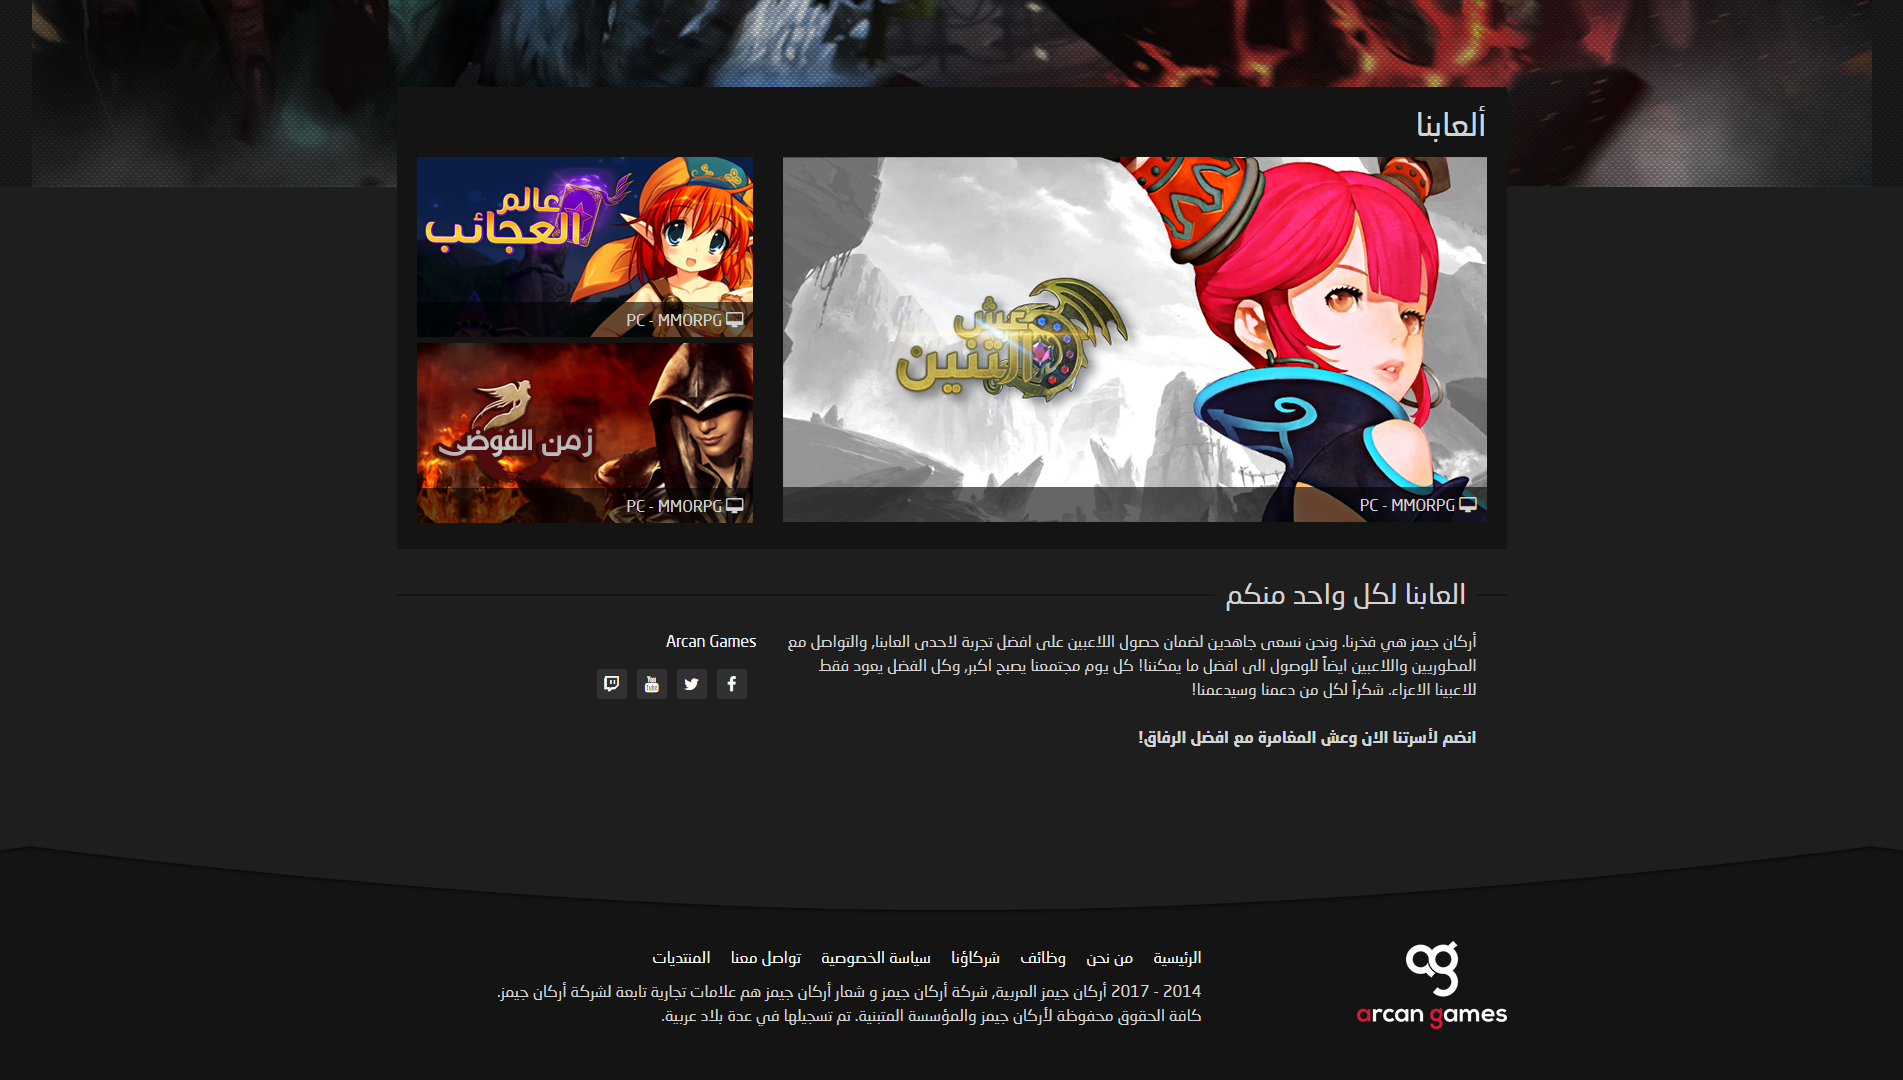 ألعابنا
عش
التنين
PC - MMORPG
عالم
العجائب
PC - MMORPG
زمن الفوضى
PC - MMORPG
العابنا لكل واحد منكم
أركان جيمز هي فخرنا. ونحن نسعى جاهدين لضمان حصول اللاعبين على افضل تجربة لاحدى العابنا, والتواصل مع
المطوريين واللاعبين ايضاً للوصول الى افضل ما يمكننا! كل يوم مجتمعنا يصبح اكبر, وكل الفضل يعود فقط
للاعبينا الاعزاء. شكراً لكل من دعمنا وسيدعمنا!
انضم لأسرتنا الان وعش المغامرة مع افضل الرفاق!
Arcan Games
You Tube
ag
arcan games
الرئيسية من نحن وظائف شركاؤنا سياسة الخصوصية تواصل معنا المنتديات
2014 - 2017 أركان جيمز العربية, شركة أركان جيمز و شعار أركان جيمز هم علامات تجارية تابعة لشركة أركان جيمز.
كافة الحقوق محفوظة لأركان جيمز والمؤسسة المتبنية. تم تسجيلها في عدة بلاد عربية.